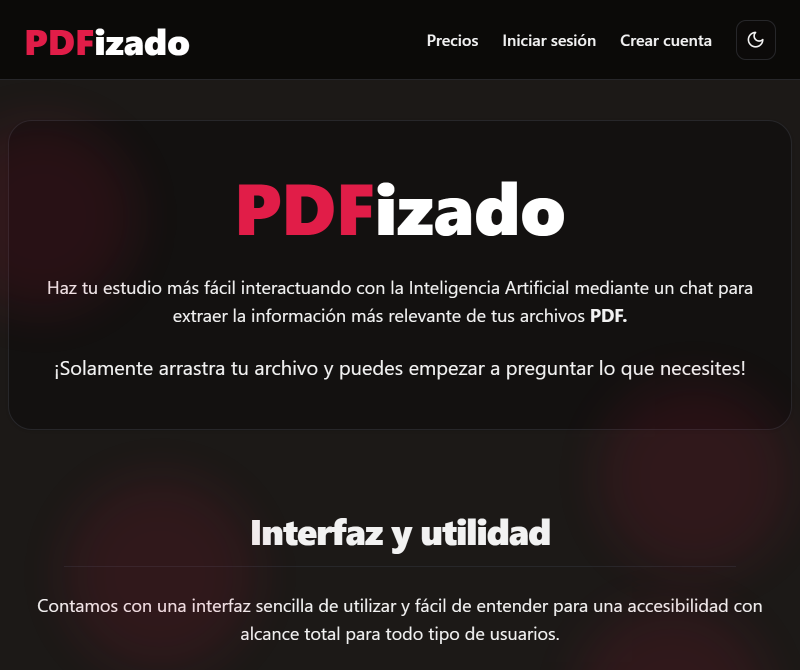 PDFizado
Precios
Iniciar sesión
Crear cuenta
PDFizado
Haz tu estudio más fácil interactuando con la Inteligencia Artificial mediante un chat para
extraer la información más relevante de tus archivos PDF.
¡Solamente arrastra tu archivo y puedes empezar a preguntar lo que necesites!
Interfaz y utilidad
Contamos con una interfaz sencilla de utilizar y fácil de entender para una accesibilidad con
alcance total para todo tipo de usuarios.